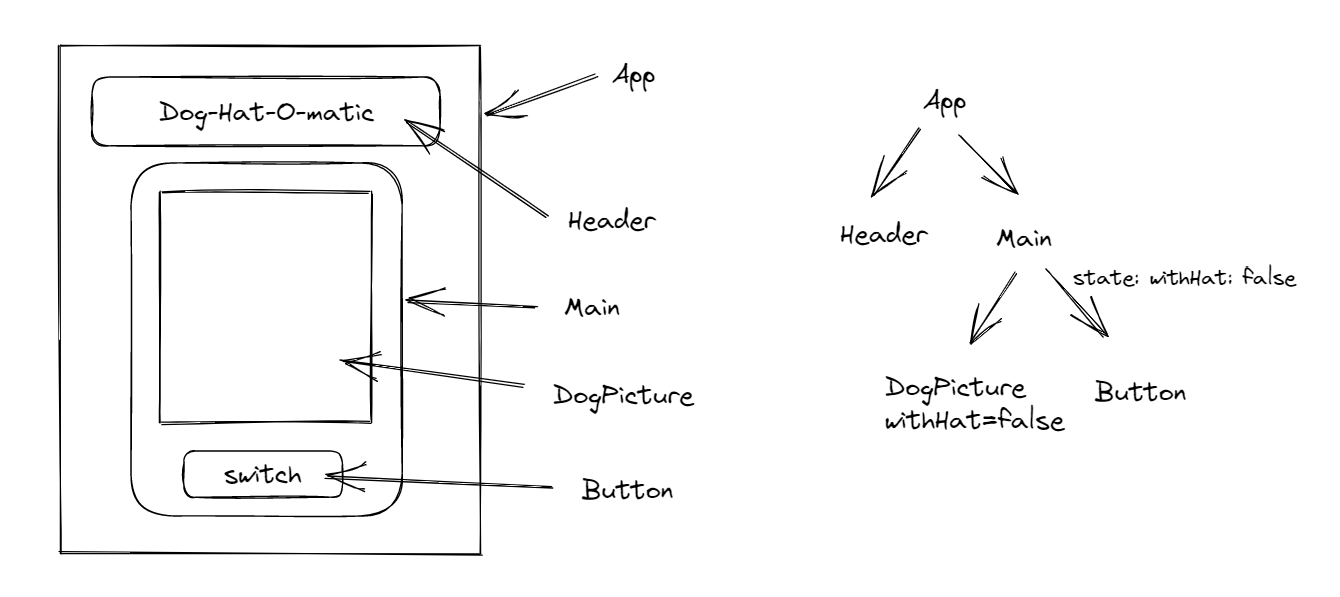 Dog-Hat-O-matic
switch
App
Header
Main
DogPicture
Button
App
Header
Main
state: withHat: false
DogPicture
withHat=false
Button